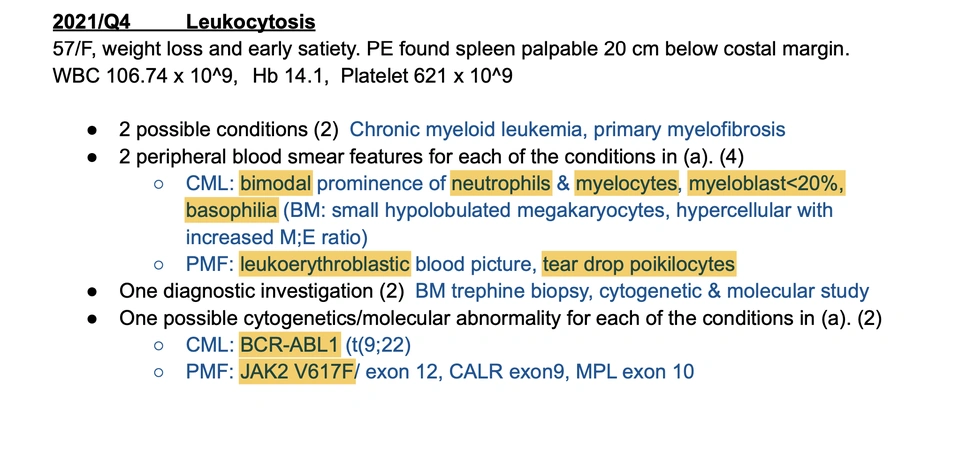 2021/Q4 Leukocytosis
57/F, weight loss and early satiety. PE found spleen palpable 20 cm below costal margin.
WBC 106.74 x 10^9, Hb 14.1, Platelet 621 x 10^9
● 2 possible conditions (2) Chronic myeloid leukemia, primary myelofibrosis
● 2 peripheral blood smear features for each of the conditions in (a). (4)
○ CML: bimodal prominence of neutrophils & myelocytes, myeloblast<20%,
basophilia (BM: small hypolobulated megakaryocytes, hypercellular with
increased M;E ratio)
○ PMF: leukoerythroblastic blood picture, tear drop poikilocytes
● One diagnostic investigation (2) BM trephine biopsy, cytogenetic & molecular study
● One possible cytogenetics/molecular abnormality for each of the conditions in (a). (2)
○ CML: BCR-ABL1 (t(9;22)
○ PMF: JAK2 V617F/ exon 12, CALR exon9, MPL exon 10